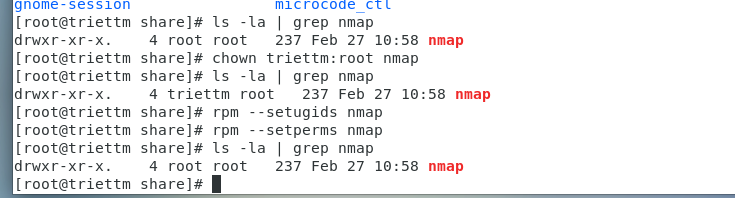 gnome-session                microcode_ctl
[root@triettm share]# ls -la | grep nmap
drwxr-xr-x.    4 root root   237 Feb 27 10:58 nmap
[root@triettm share]# chown triettm:root nmap
[root@triettm share]# ls -la | grep nmap
drwxr-xr-x.    4 triettm root   237 Feb 27 10:58 nmap
[root@triettm share]# rpm --setugids nmap
[root@triettm share]# rpm --setperms nmap
[root@triettm share]# ls -la | grep nmap
drwxr-xr-x.    4 root root   237 Feb 27 10:58 nmap
[root@triettm share]#